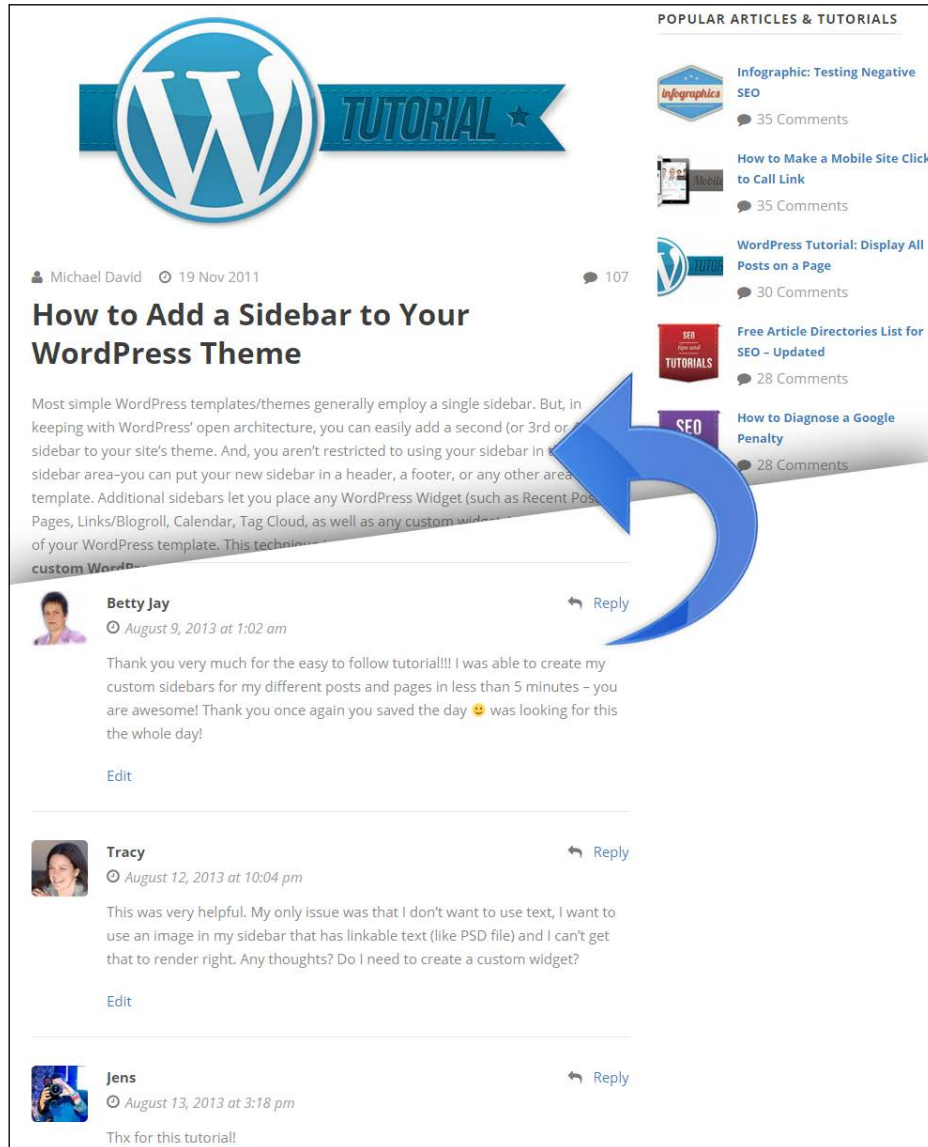 TUTORIAL
Michael David 19 Nov 2011 107
How to Add a Sidebar to Your
WordPress Theme
Most simple WordPress templates/themes generally employ a single sidebar. But, in
keeping with WordPress’ open architecture, you can easily add a second (or 3rd or
sidebar to your site’s theme. And, you aren’t restricted to using your sidebar in
sidebar area–you can put your new sidebar in a header, a footer, or any other area
template. Additional sidebars let you place any WordPress Widget (such as Recent
Pages, Links/Blogroll, Calendar, Tag Cloud, as well as any custom
of your WordPress template. This
custom
Betty Jay Reply
August 9, 2013 at 1:02 am
Thank you very much for the easy to follow tutorial!!! I was able to create my
custom sidebars for my different posts and pages in less than 5 minutes – you
are awesome! Thank you once again you saved the day 🙂 was looking for this
the whole day!
Edit
Tracy Reply
August 12, 2013 at 10:04 pm
This was very helpful. My only issue was that I don’t want to use text, I want to
use an image in my sidebar that has linkable text (like PSD file) and I can’t get
that to render right. Any thoughts? Do I need to create a custom widget?
Edit
Jens Reply
August 13, 2013 at 3:18 pm
Thx for this tutorial!
POPULAR ARTICLES & TUTORIALS
infographics
Infographic: Testing Negative
SEO
35 Comments
Mobile
How to Make a Mobile Site Click
to Call Link
35 Comments
WordPress Tutorial: Display All
Posts on a Page
30 Comments
SEO
tips and
TUTORIALS
Free Article Directories List for
SEO – Updated
28 Comments
SEO
How to Diagnose a Google
Penalty
28 Comments